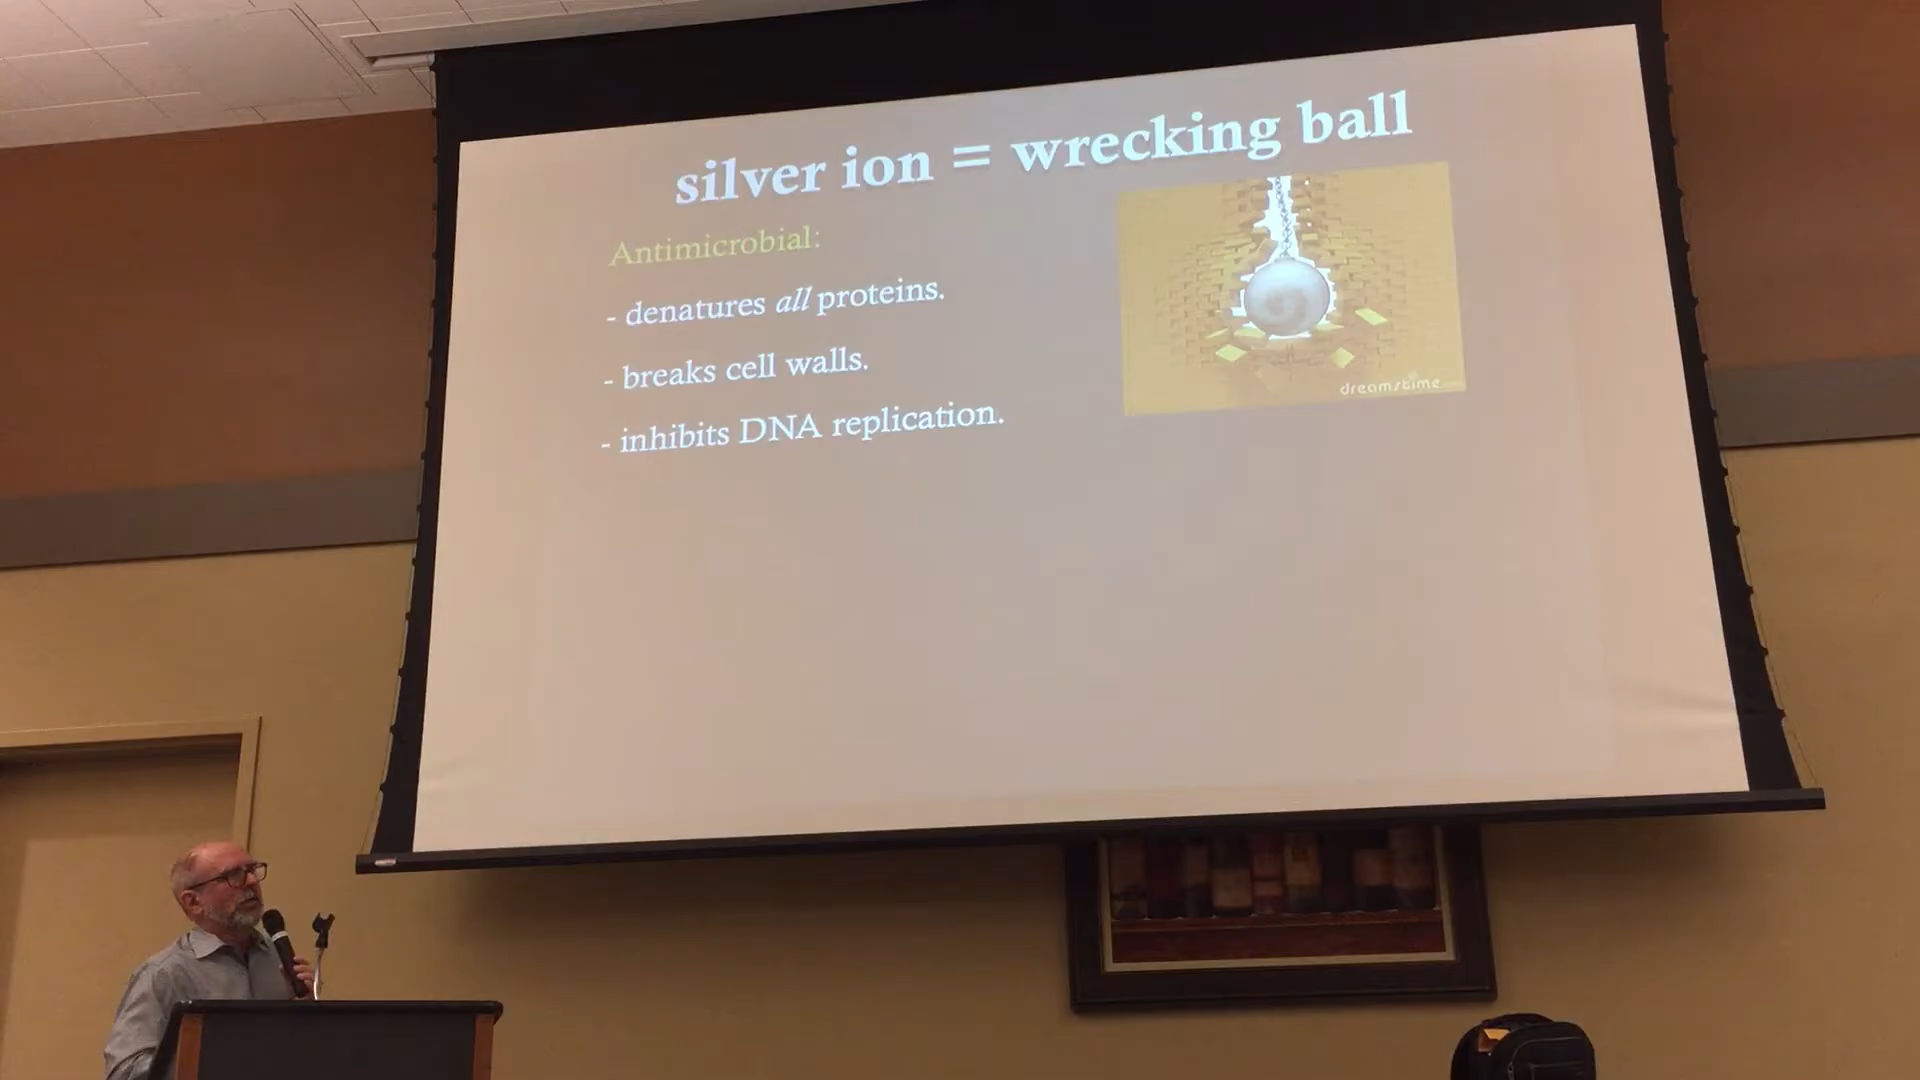 silver ion = wrecking ball
Antimicrobial:
- denatures all proteins.
- breaks cell walls.
- inhibits DNA replication.
dreamstime